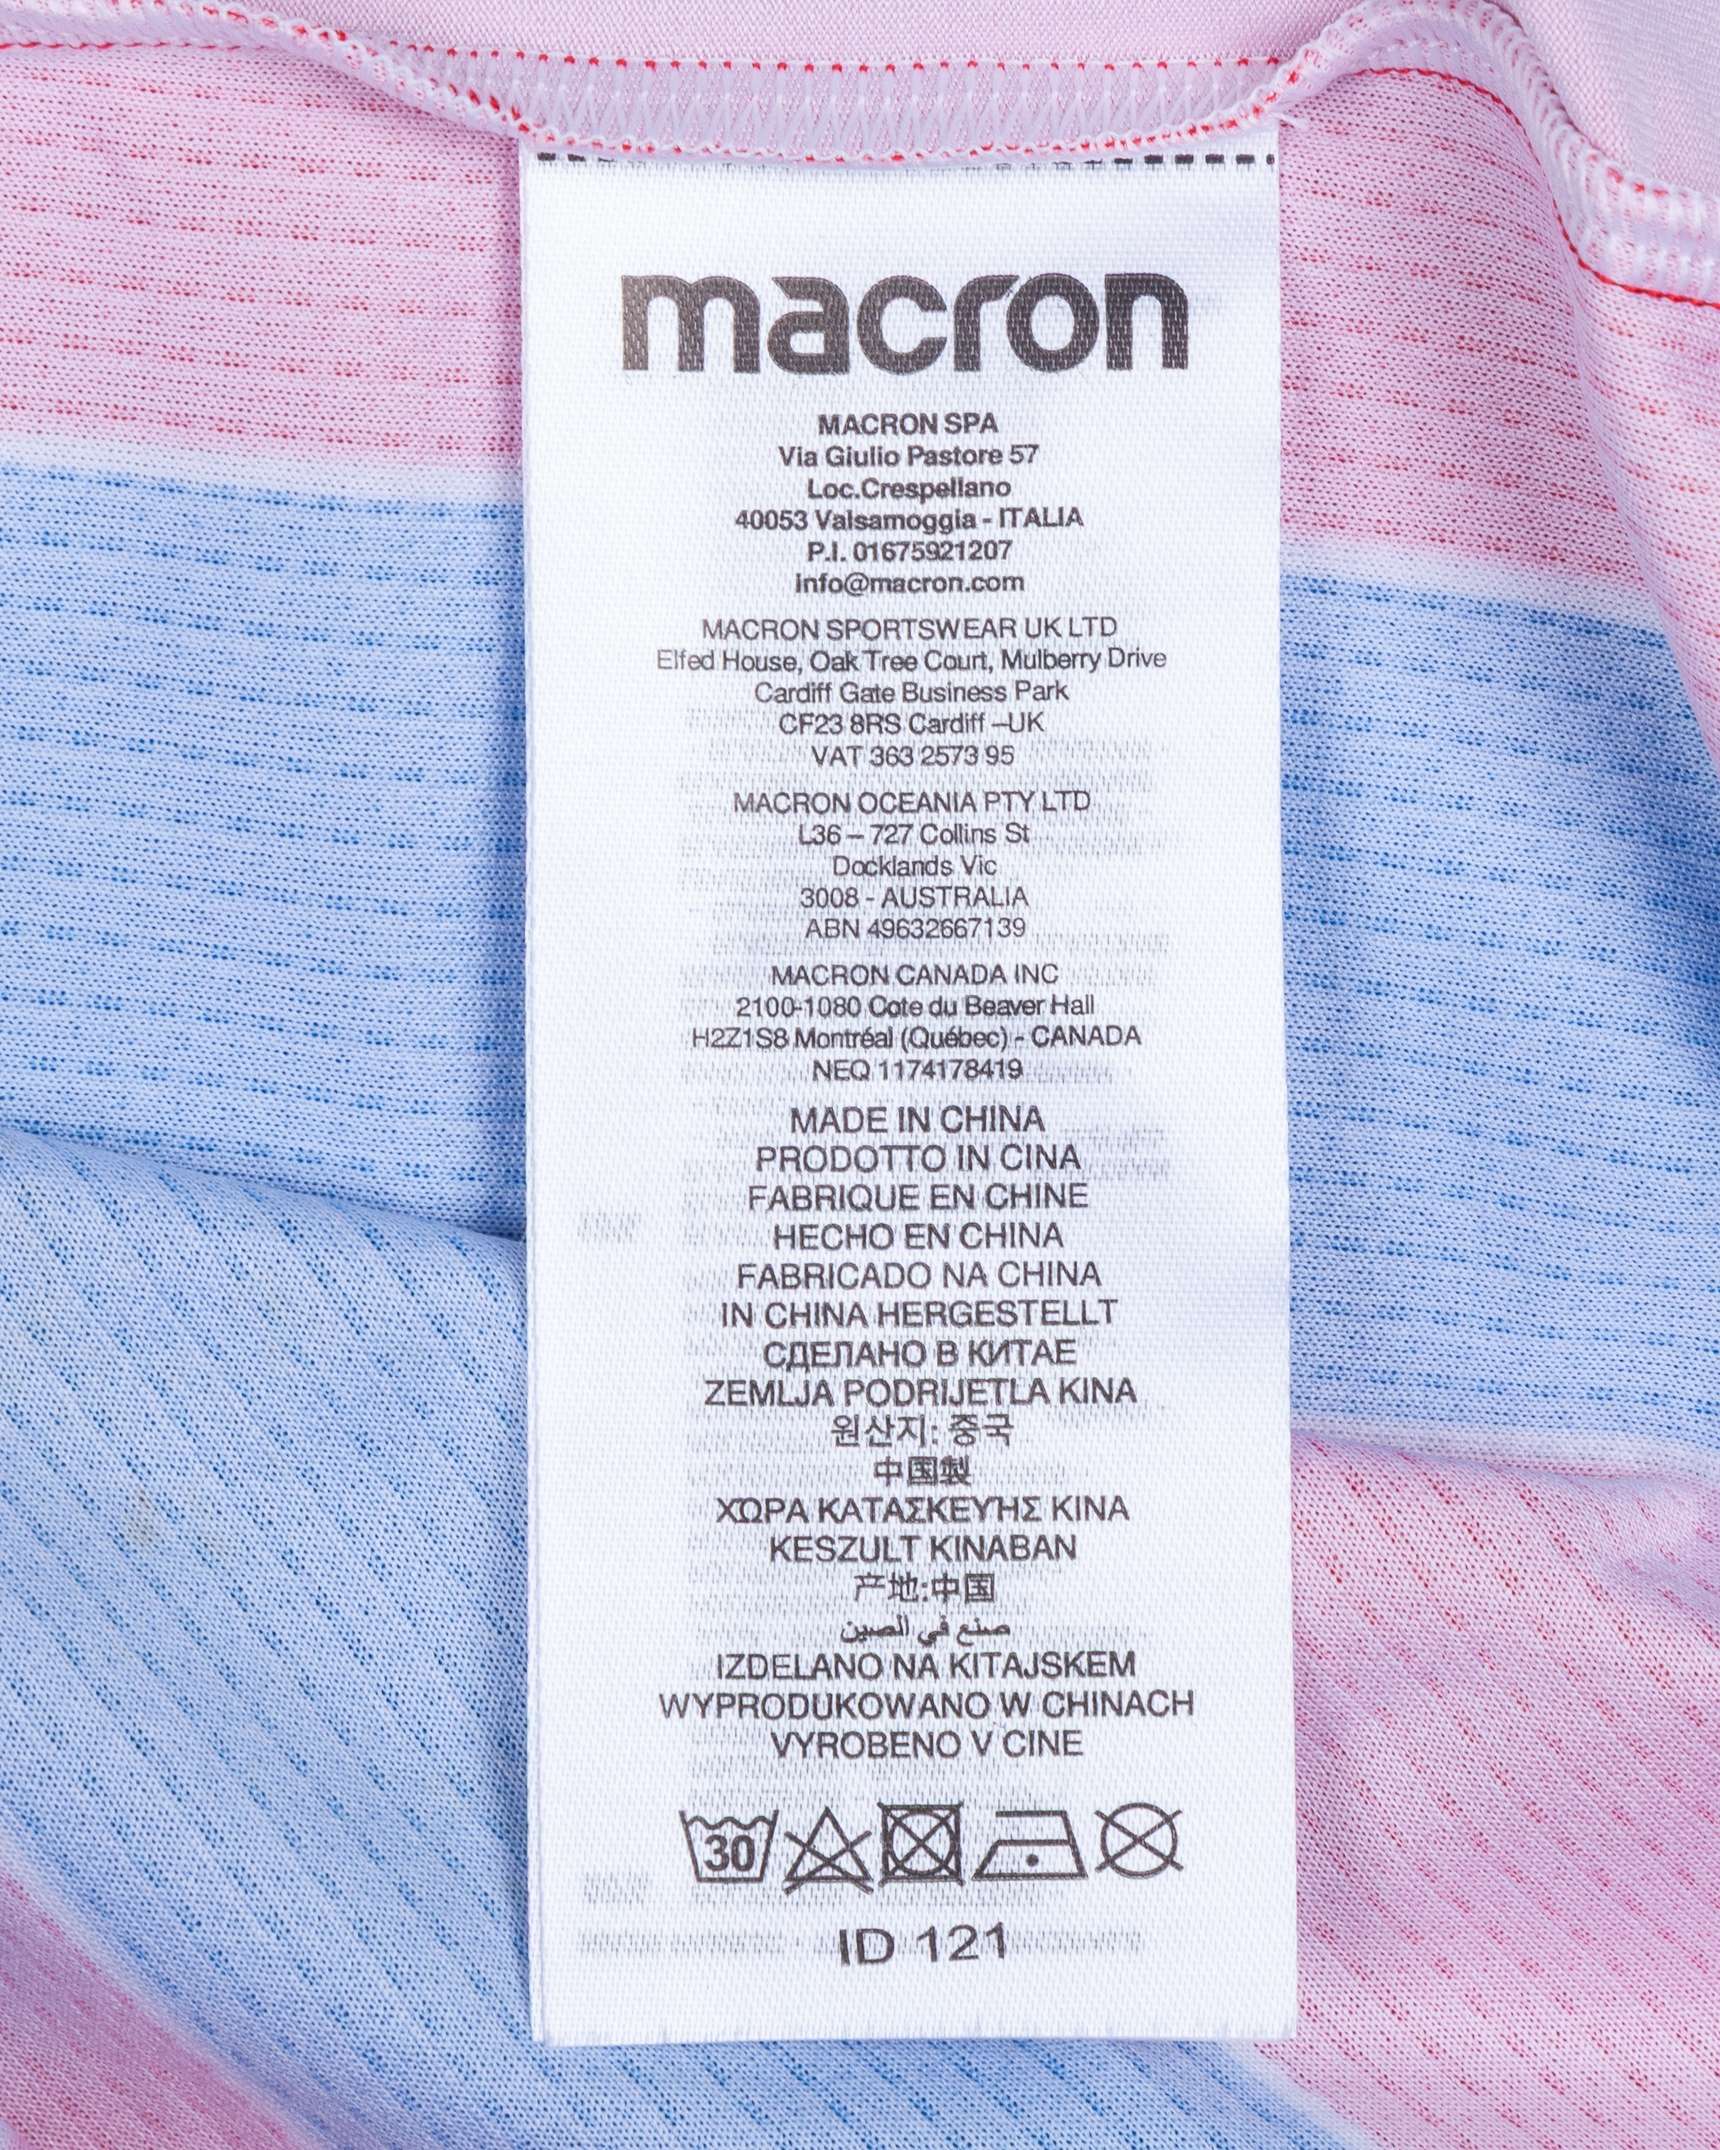 macron
MACRON SPA
Via Giulio Pastore 57
Loc.Crespellano
40053 Valsamoggia - ITALIA
P.I. 01675921207
info@macron.com
MACRON SPORTSWEAR UK LTD
Elfed House, Oak Tree Court, Mulberry Drive
Cardiff Gate Business Park
CF23 8RS Cardiff –UK
VAT 363 2573 95
MACRON OCEANIA PTY LTD
L36 – 727 Collins St
Docklands Vic
3008 - AUSTRALIA
ABN 49632667139
MACRON CANADA INC
2100-1080 Cote du Beaver Hall
H2Z1S8 Montréal (Québec) - CANADA
NEQ 1174178419
MADE IN CHINA
PRODOTTO IN CINA
FABRIQUE EN CHINE
HECHO EN CHINA
FABRICADO NA CHINA
IN CHINA HERGESTELLT
СДЕЛАНО В КИТАЕ
ZEMLJA PODRIJETLA KINA
원산지: 중국
中国製
ΧΏΡΑ ΚΑΤΑΣΚΕΥΉΣ ΚΙΝΑ
KESZULT KINABAN
产地:中国
صنع في الصين
IZDELANO NA KITAJSKEM
WYPRODUKOWANO W CHINACH
VYROBENO V CINE
30
ID 121